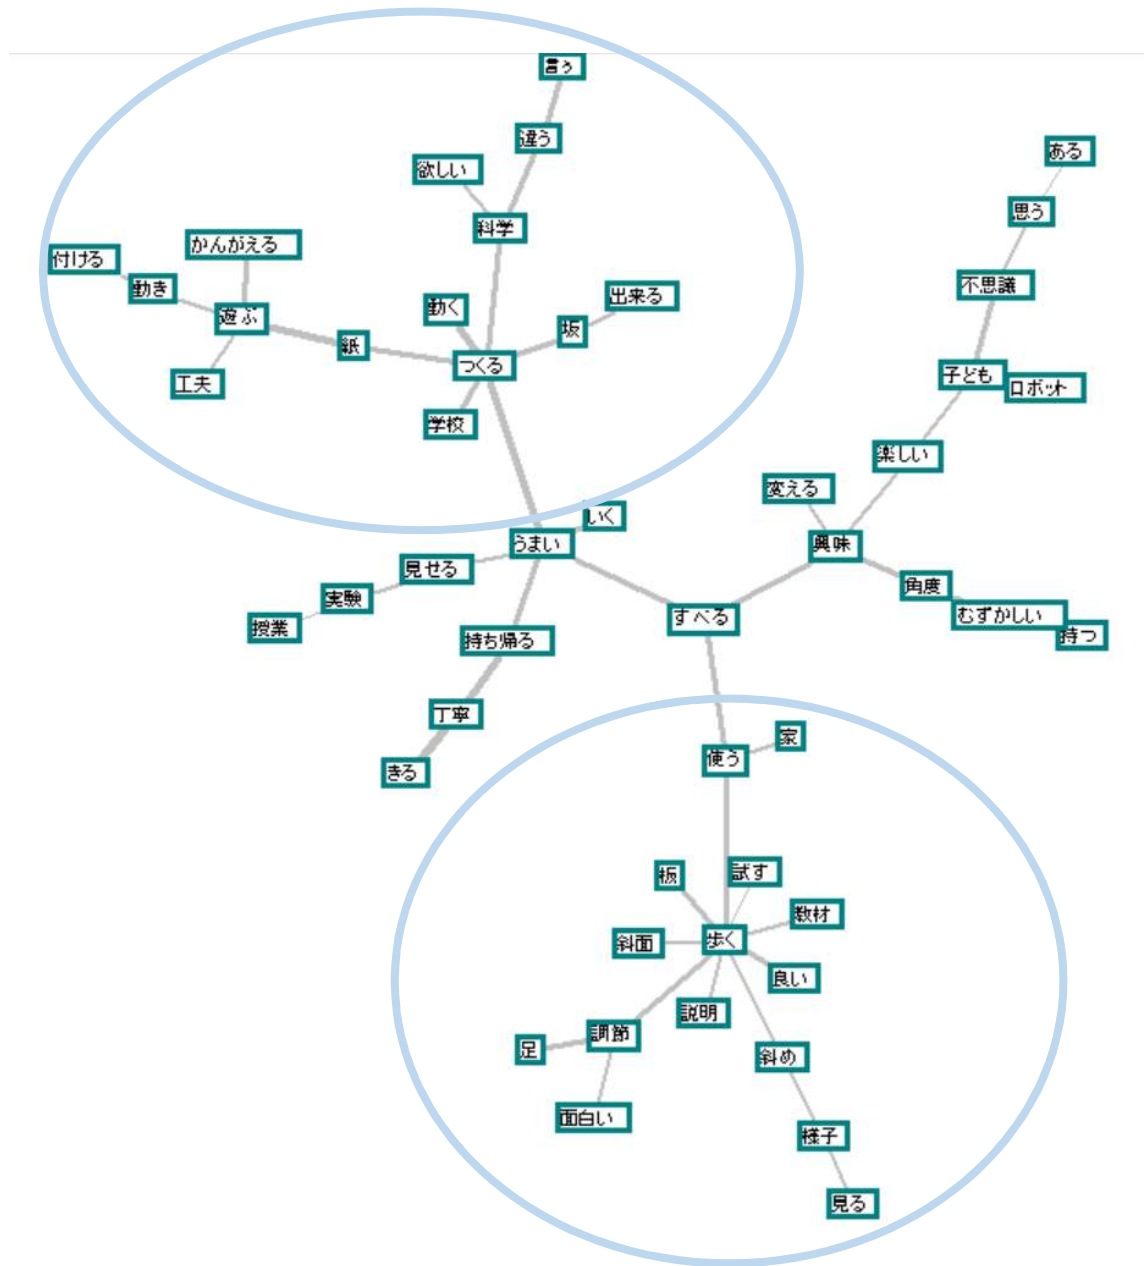 言う
違う
ある
欲しい
思う
科学
かんがえる
付ける
動き
不思議
出来る
動く
遊ぶ
坂
紙
つくる
子ども
ロボット
工夫
学校
楽しい
変える
いく
うまい
興味
見せる
角度
実験
むずかしい
すべる
授業
持ち帰る
持つ
丁寧
家
使う
きる
試す
板
教材
歩く
斜面
良い
説明
調節
足
斜め
面白い
様子
見る